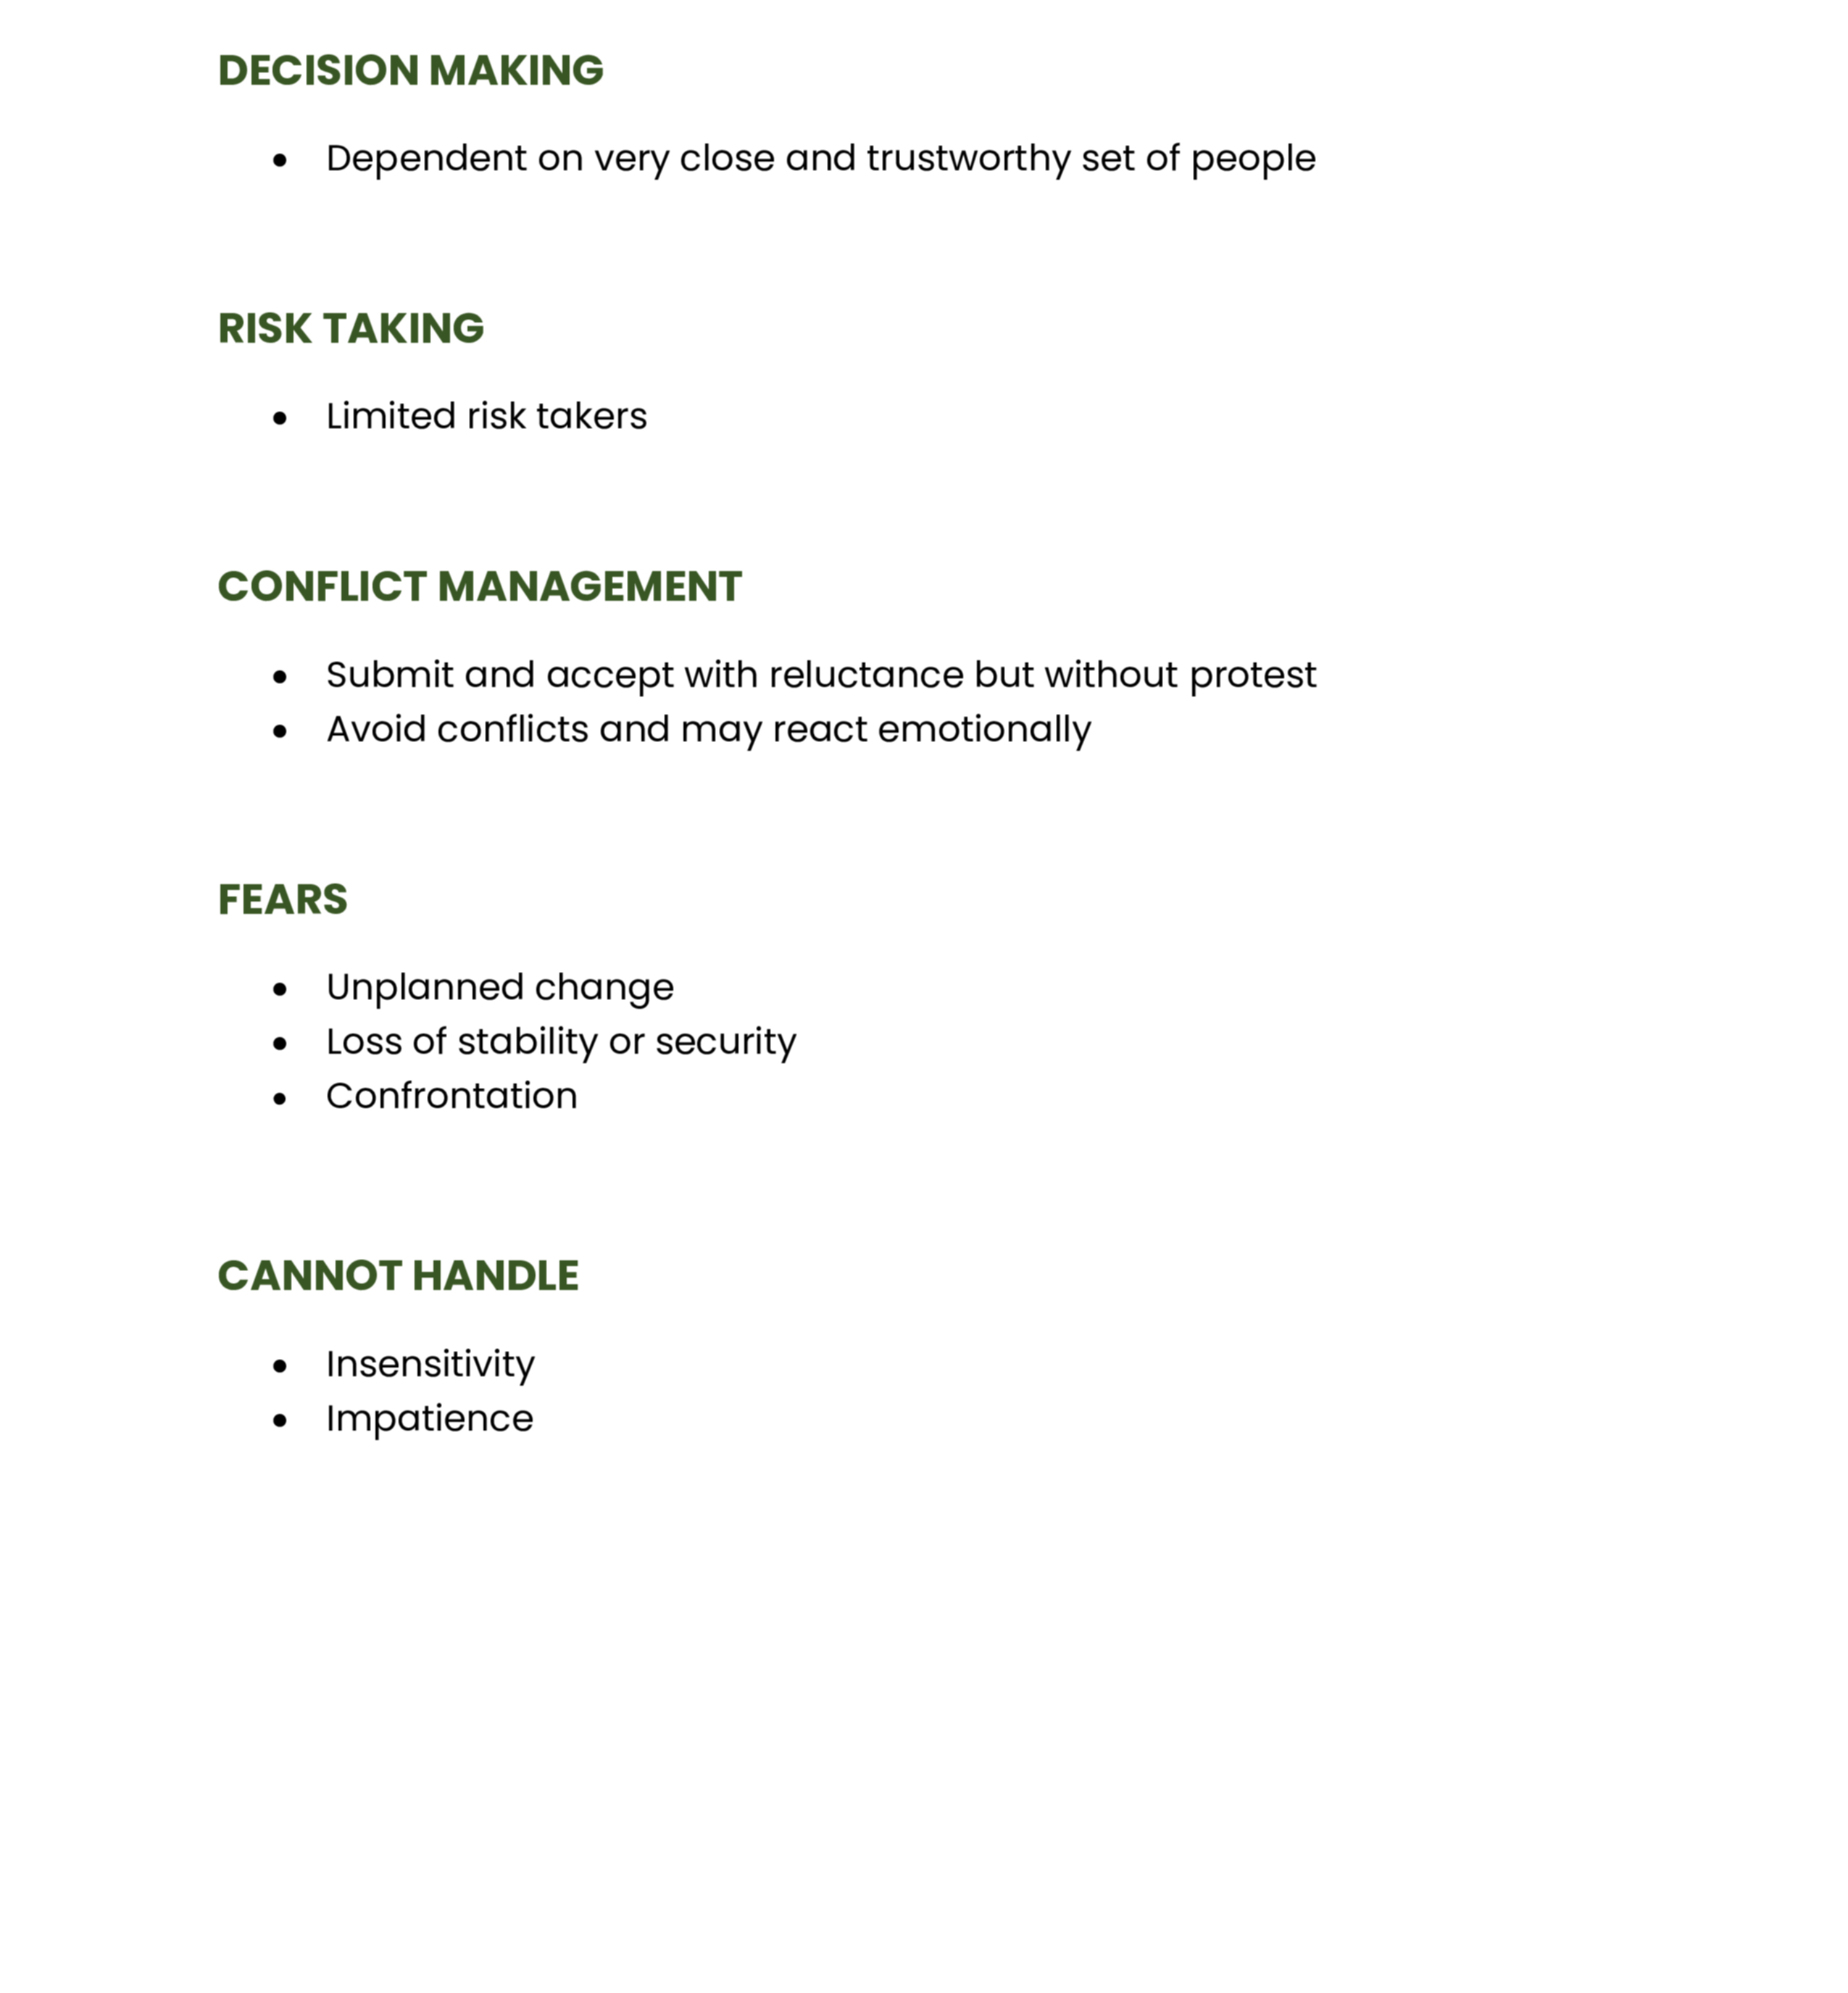 DECISION MAKING
● Dependent on very close and trustworthy set of people
RISK TAKING
● Limited risk takers
CONFLICT MANAGEMENT
● Submit and accept with reluctance but without protest
● Avoid conflicts and may react emotionally
FEARS
● Unplanned change
● Loss of stability or security
● Confrontation
CANNOT HANDLE
● Insensitivity
● Impatience